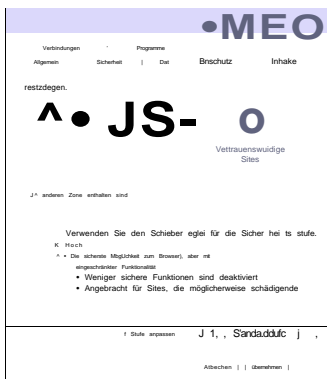 •MEO
Verbindungen ' Programme
Allgemein Sicherheit | Dat Bnschutz Inhake
restzdegen.
^• JS- o
Vettrauenswuidige
Sites
J^ anderen Zone enthalten sind
Verwenden Sie den Schieber eglei für die Sicher hei ts stufe.
K Hoch
^ • Die sicherste MbgLichkeit zum Browser), aber mit
eingeschränkter Funktionalität
• Weniger sichere Funktionen sind deaktiviert
• Angebracht für Sites, die möglicherweise schädigende
f Stufe anpassen J 1, , S'anda.ddufc j ,
Atbechen | | übernehmen |